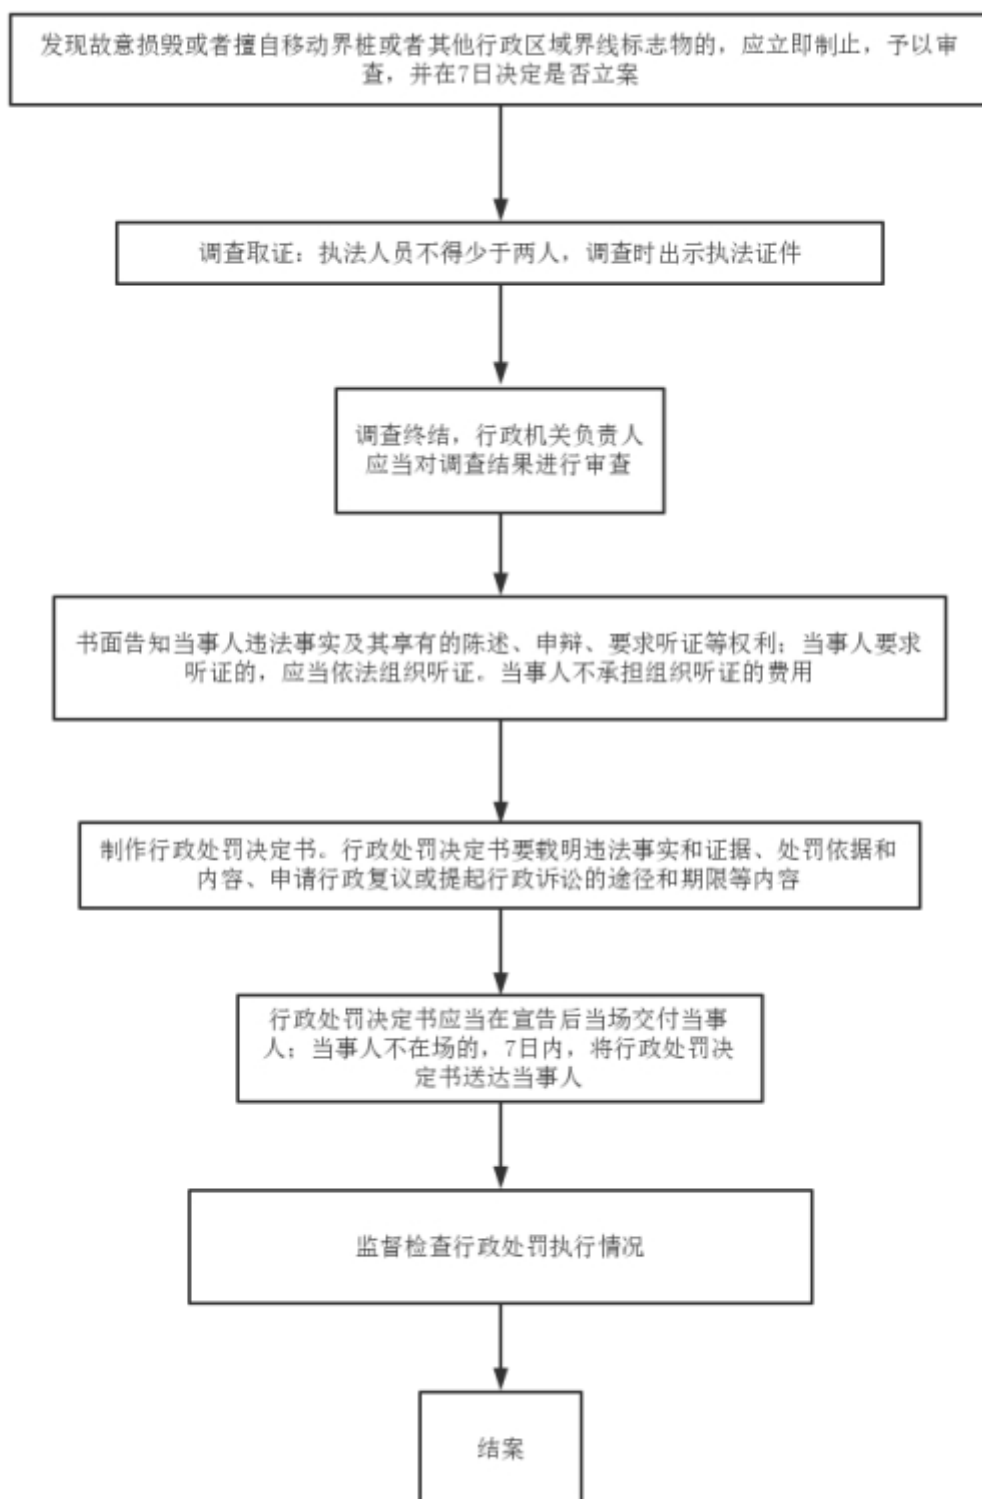 发现故意损毁或者擅自移动界桩或者其他行政区域界线标志物的，应立即制止，予以审
查，并在7日决定是否立案
调查取证：执法人员不得少于两人，调查时出示执法证件
调查终结，行政机关负责人
应当对调查结果进行审查
书面告知当事人违法事实及其享有的陈述、申辩、要求听证等权利；当事人要求
听证的，应当依法组织听证。当事人不承担组织听证的费用
制作行政处罚决定书。行政处罚决定书要载明违法事实和证据、处罚依据和
内容、申请行政复议或提起行政诉讼的途径和期限等内容
行政处罚决定书应当在宣告后当场交付当事
人；当事人不在场的，7日内，将行政处罚决
定书送达当事人
监督检查行政处罚执行情况
结案